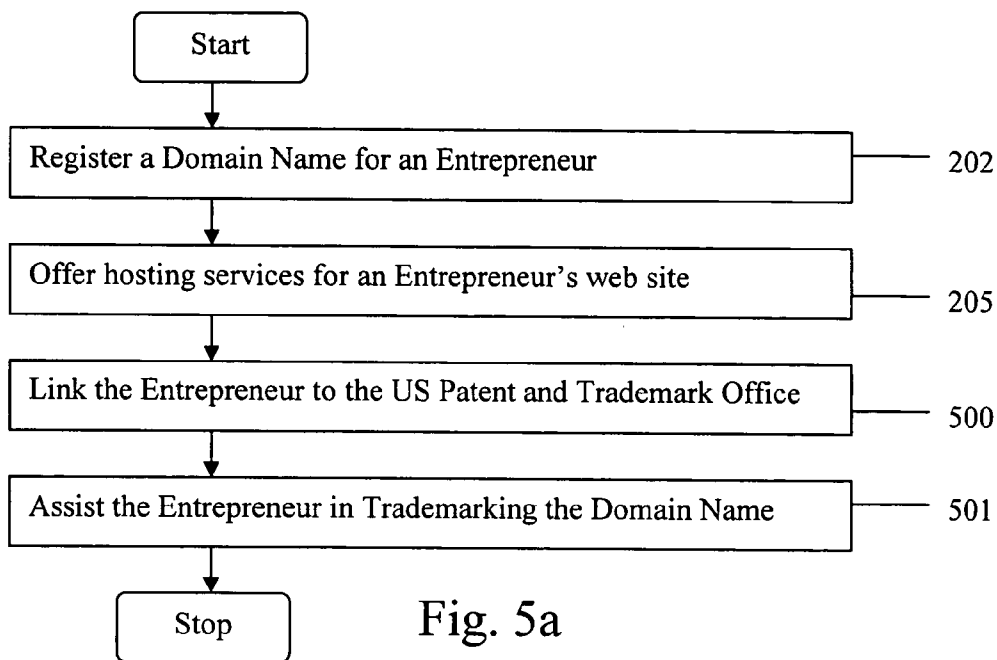 Start
Register a Domain Name for an Entrepreneur
202
Offer hosting services for an Entrepreneur's web site
205
Link the Entrepreneur to the US Patent and Trademark Office
500
Assist the Entrepreneur in Trademarking the Domain Name
501
Stop
Fig. 5a